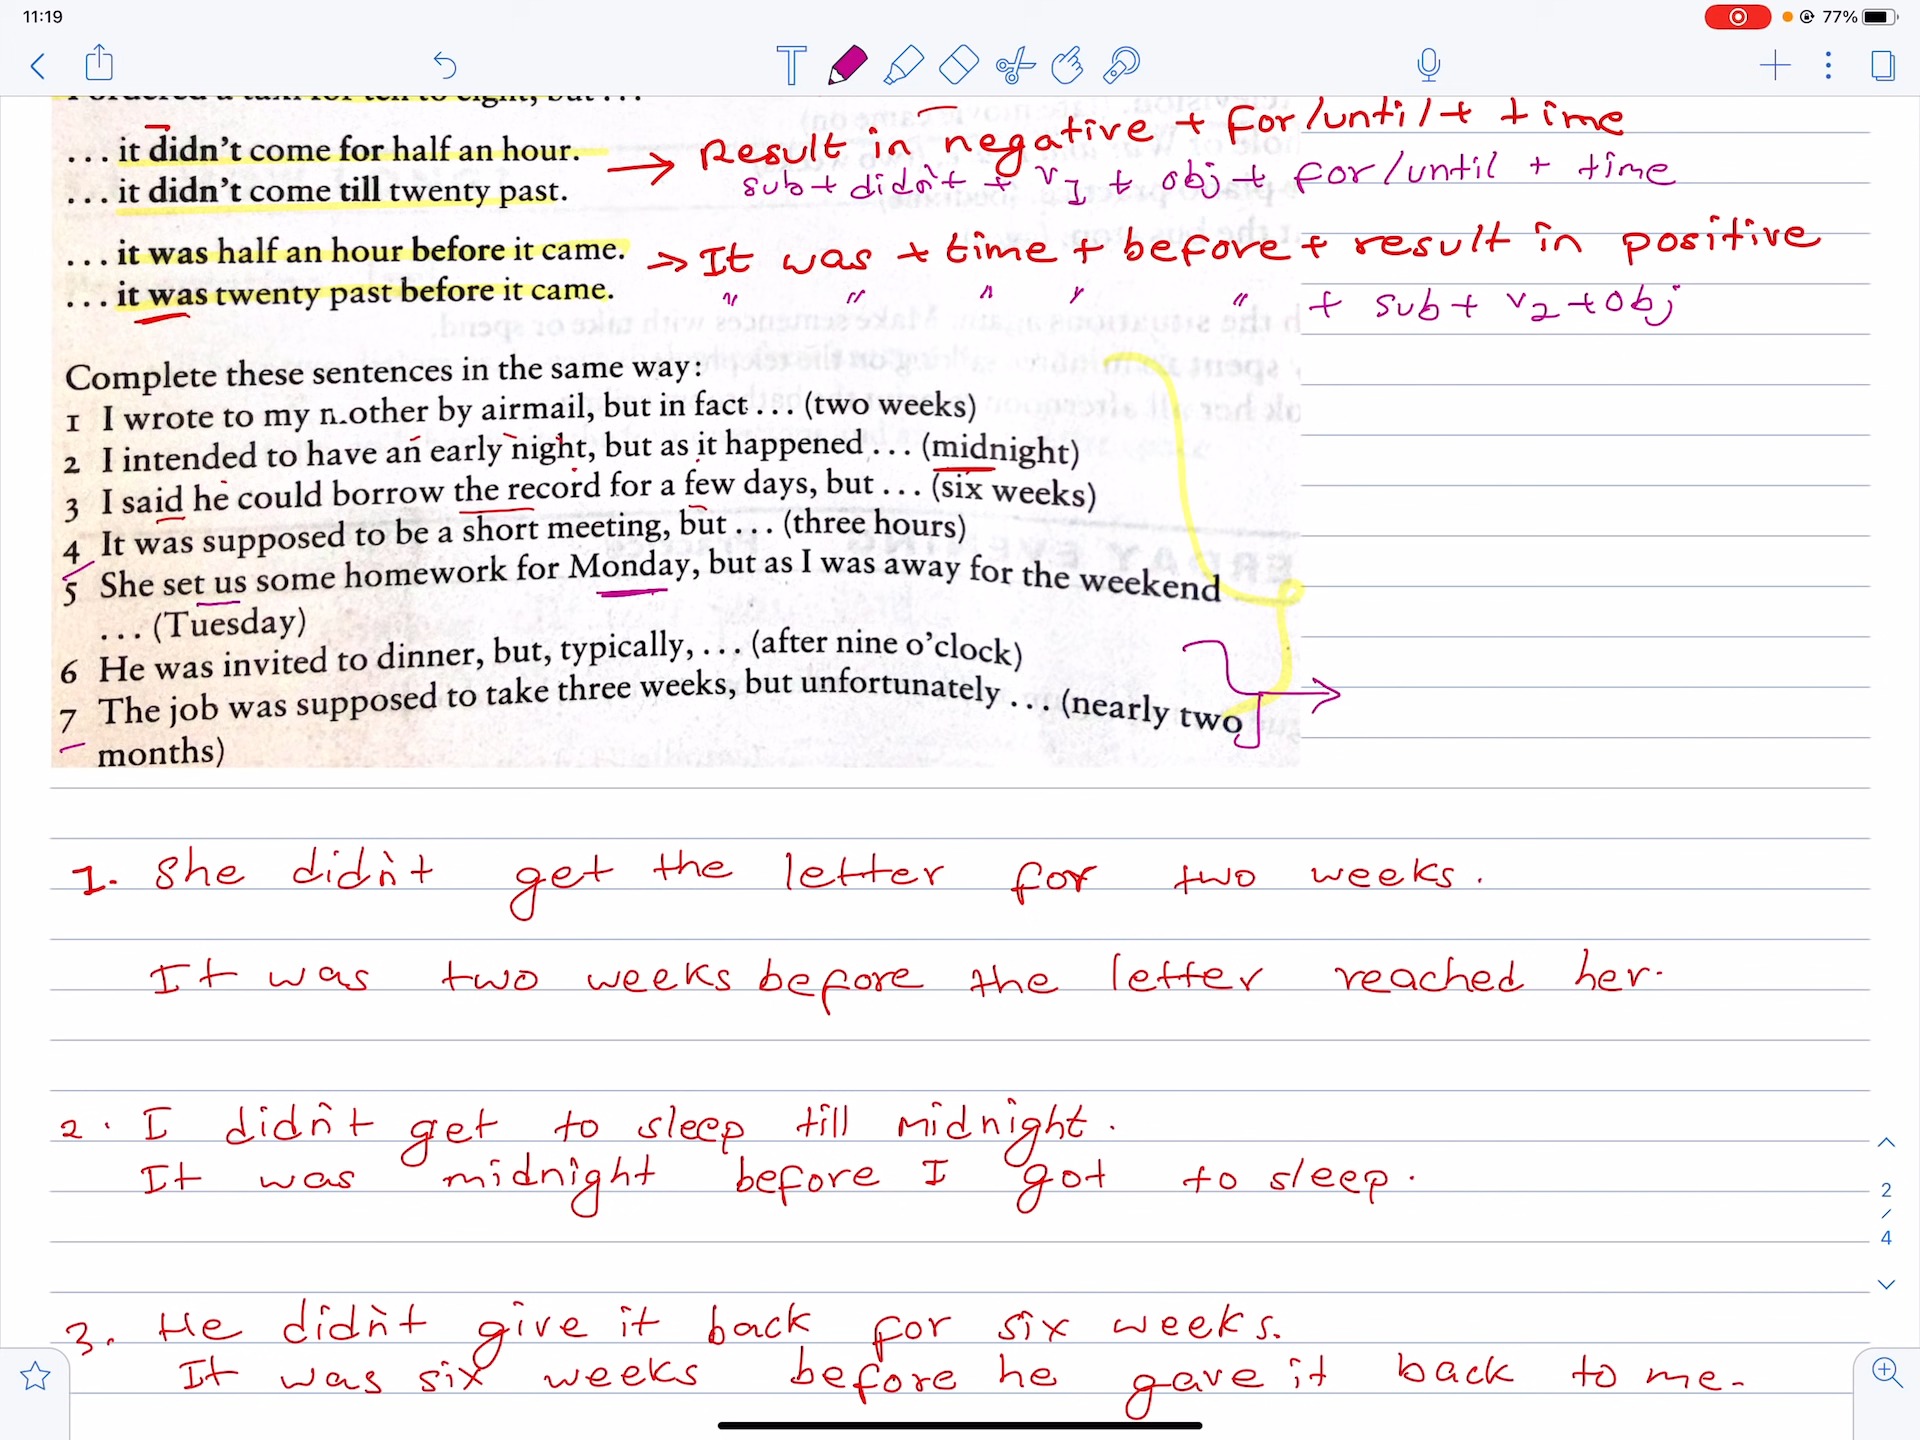 11:19
77%
I ordered a taxi for ten to eight, but ...
... it didn't come for half an hour.
... it didn't come till twenty past.
→ Result in negative + for/until + time
sub + didn't + V1 + obj + for/until + time
... it was half an hour before it came.
... it was twenty past before it came.
→ It was + time + before + result in positive
" " " " " + sub + V2 + obj
Complete these sentences in the same way:
1 I wrote to my mother by airmail, but in fact ... (two weeks)
2 I intended to have an early night, but as it happened ... (midnight)
3 I said he could borrow the record for a few days, but ... (six weeks)
4 It was supposed to be a short meeting, but ... (three hours)
5 She set us some homework for Monday, but as I was away for the weekend
... (Tuesday)
6 He was invited to dinner, but, typically, ... (after nine o'clock)
7 The job was supposed to take three weeks, but unfortunately ... (nearly two
months)
1. She didn't get the letter for two weeks.
It was two weeks before the letter reached her.
2. I didn't get to sleep till midnight.
It was midnight before I got to sleep.
3. He didn't give it back for six weeks.
It was six weeks before he gave it back to me.
2
/
4